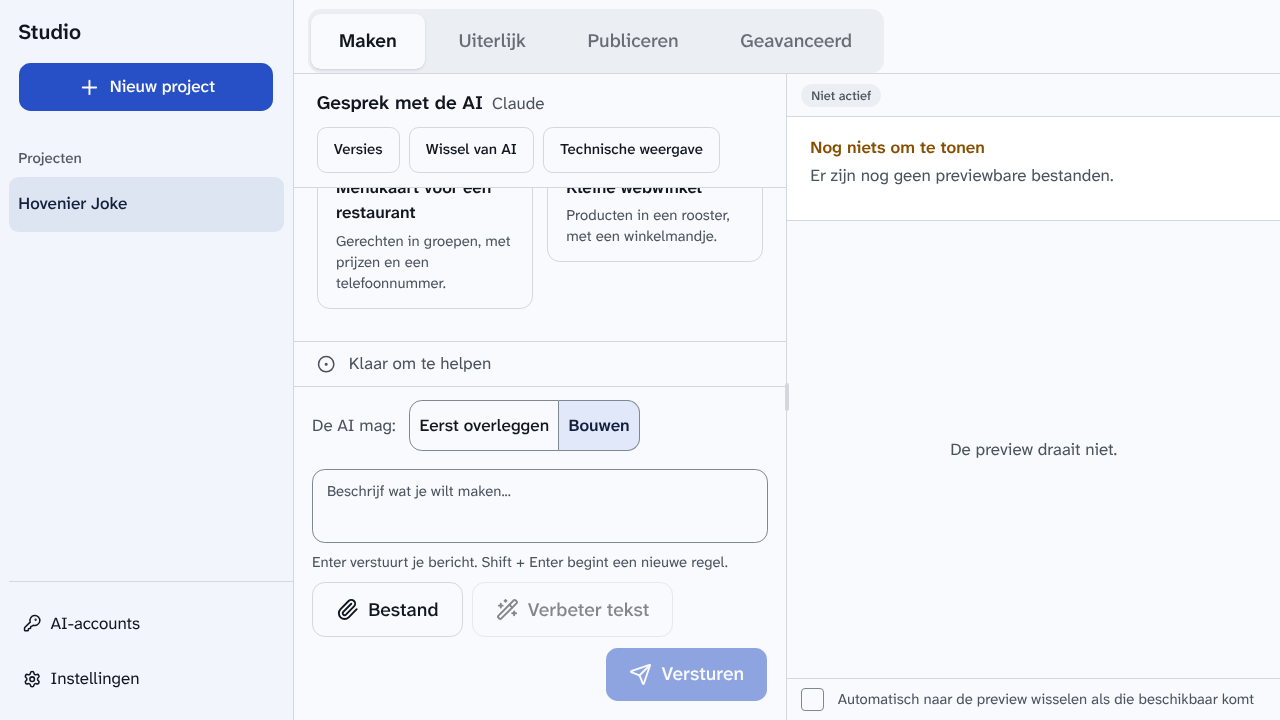 Studio
Nieuw project
Projecten
Hovenier Joke
AI-accounts
Instellingen
Maken
Uiterlijk
Publiceren
Geavanceerd
Gesprek met de AI Claude
Versies
Wissel van AI
Technische weergave
Menukaart voor een
restaurant
Gerechten in groepen, met
prijzen en een
telefoonnummer.
Kleine webwinkel
Producten in een rooster,
met een winkelmandje.
Klaar om te helpen
De AI mag:
Eerst overleggen
Bouwen
Beschrijf wat je wilt maken...
Enter verstuurt je bericht. Shift + Enter begint een nieuwe regel.
Bestand
Verbeter tekst
Versturen
Niet actief
Nog niets om te tonen
Er zijn nog geen previewbare bestanden.
De preview draait niet.
Automatisch naar de preview wisselen als die beschikbaar komt